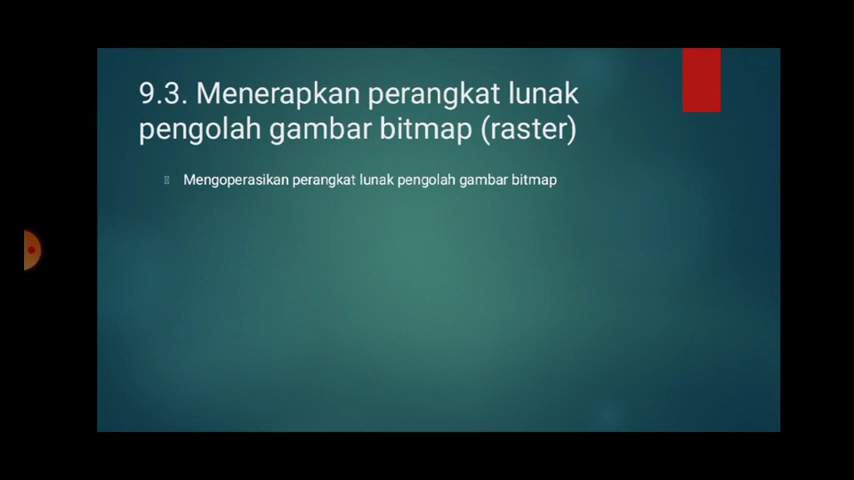 9.3. Menerapkan perangkat lunak
pengolah gambar bitmap (raster)
Mengoperasikan perangkat lunak pengolah gambar bitmap